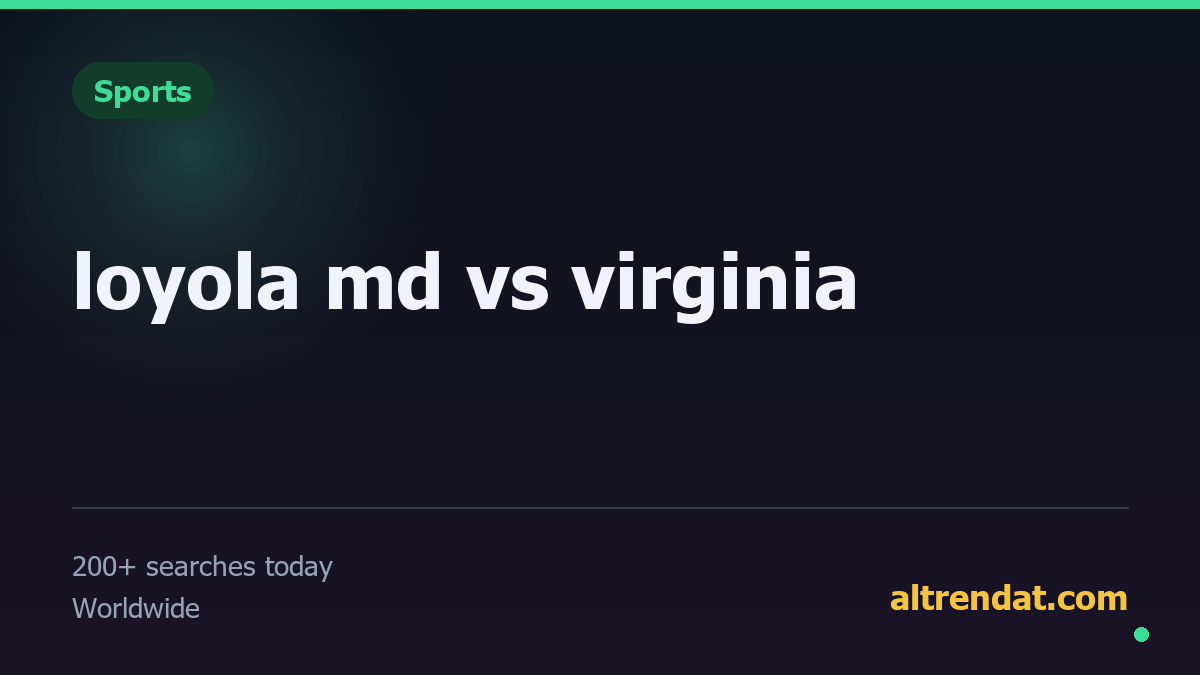 Sports
loyola md vs virginia
200+ searches today
Worldwide
altrendat.com